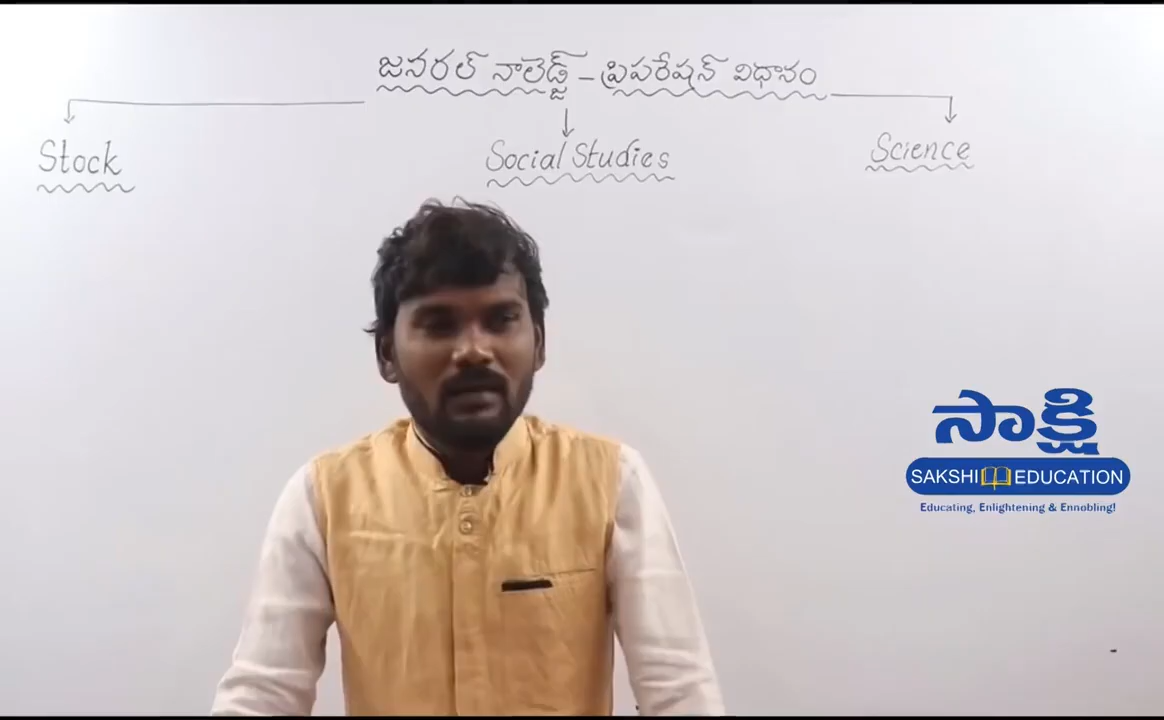 జనరల్ నాలెడ్జ్ - ప్రిపరేషన్ విధానం
Stock
Social Studies
Science
సాక్షి
SAKSHI EDUCATION
Educating, Enlightening & Ennobling!